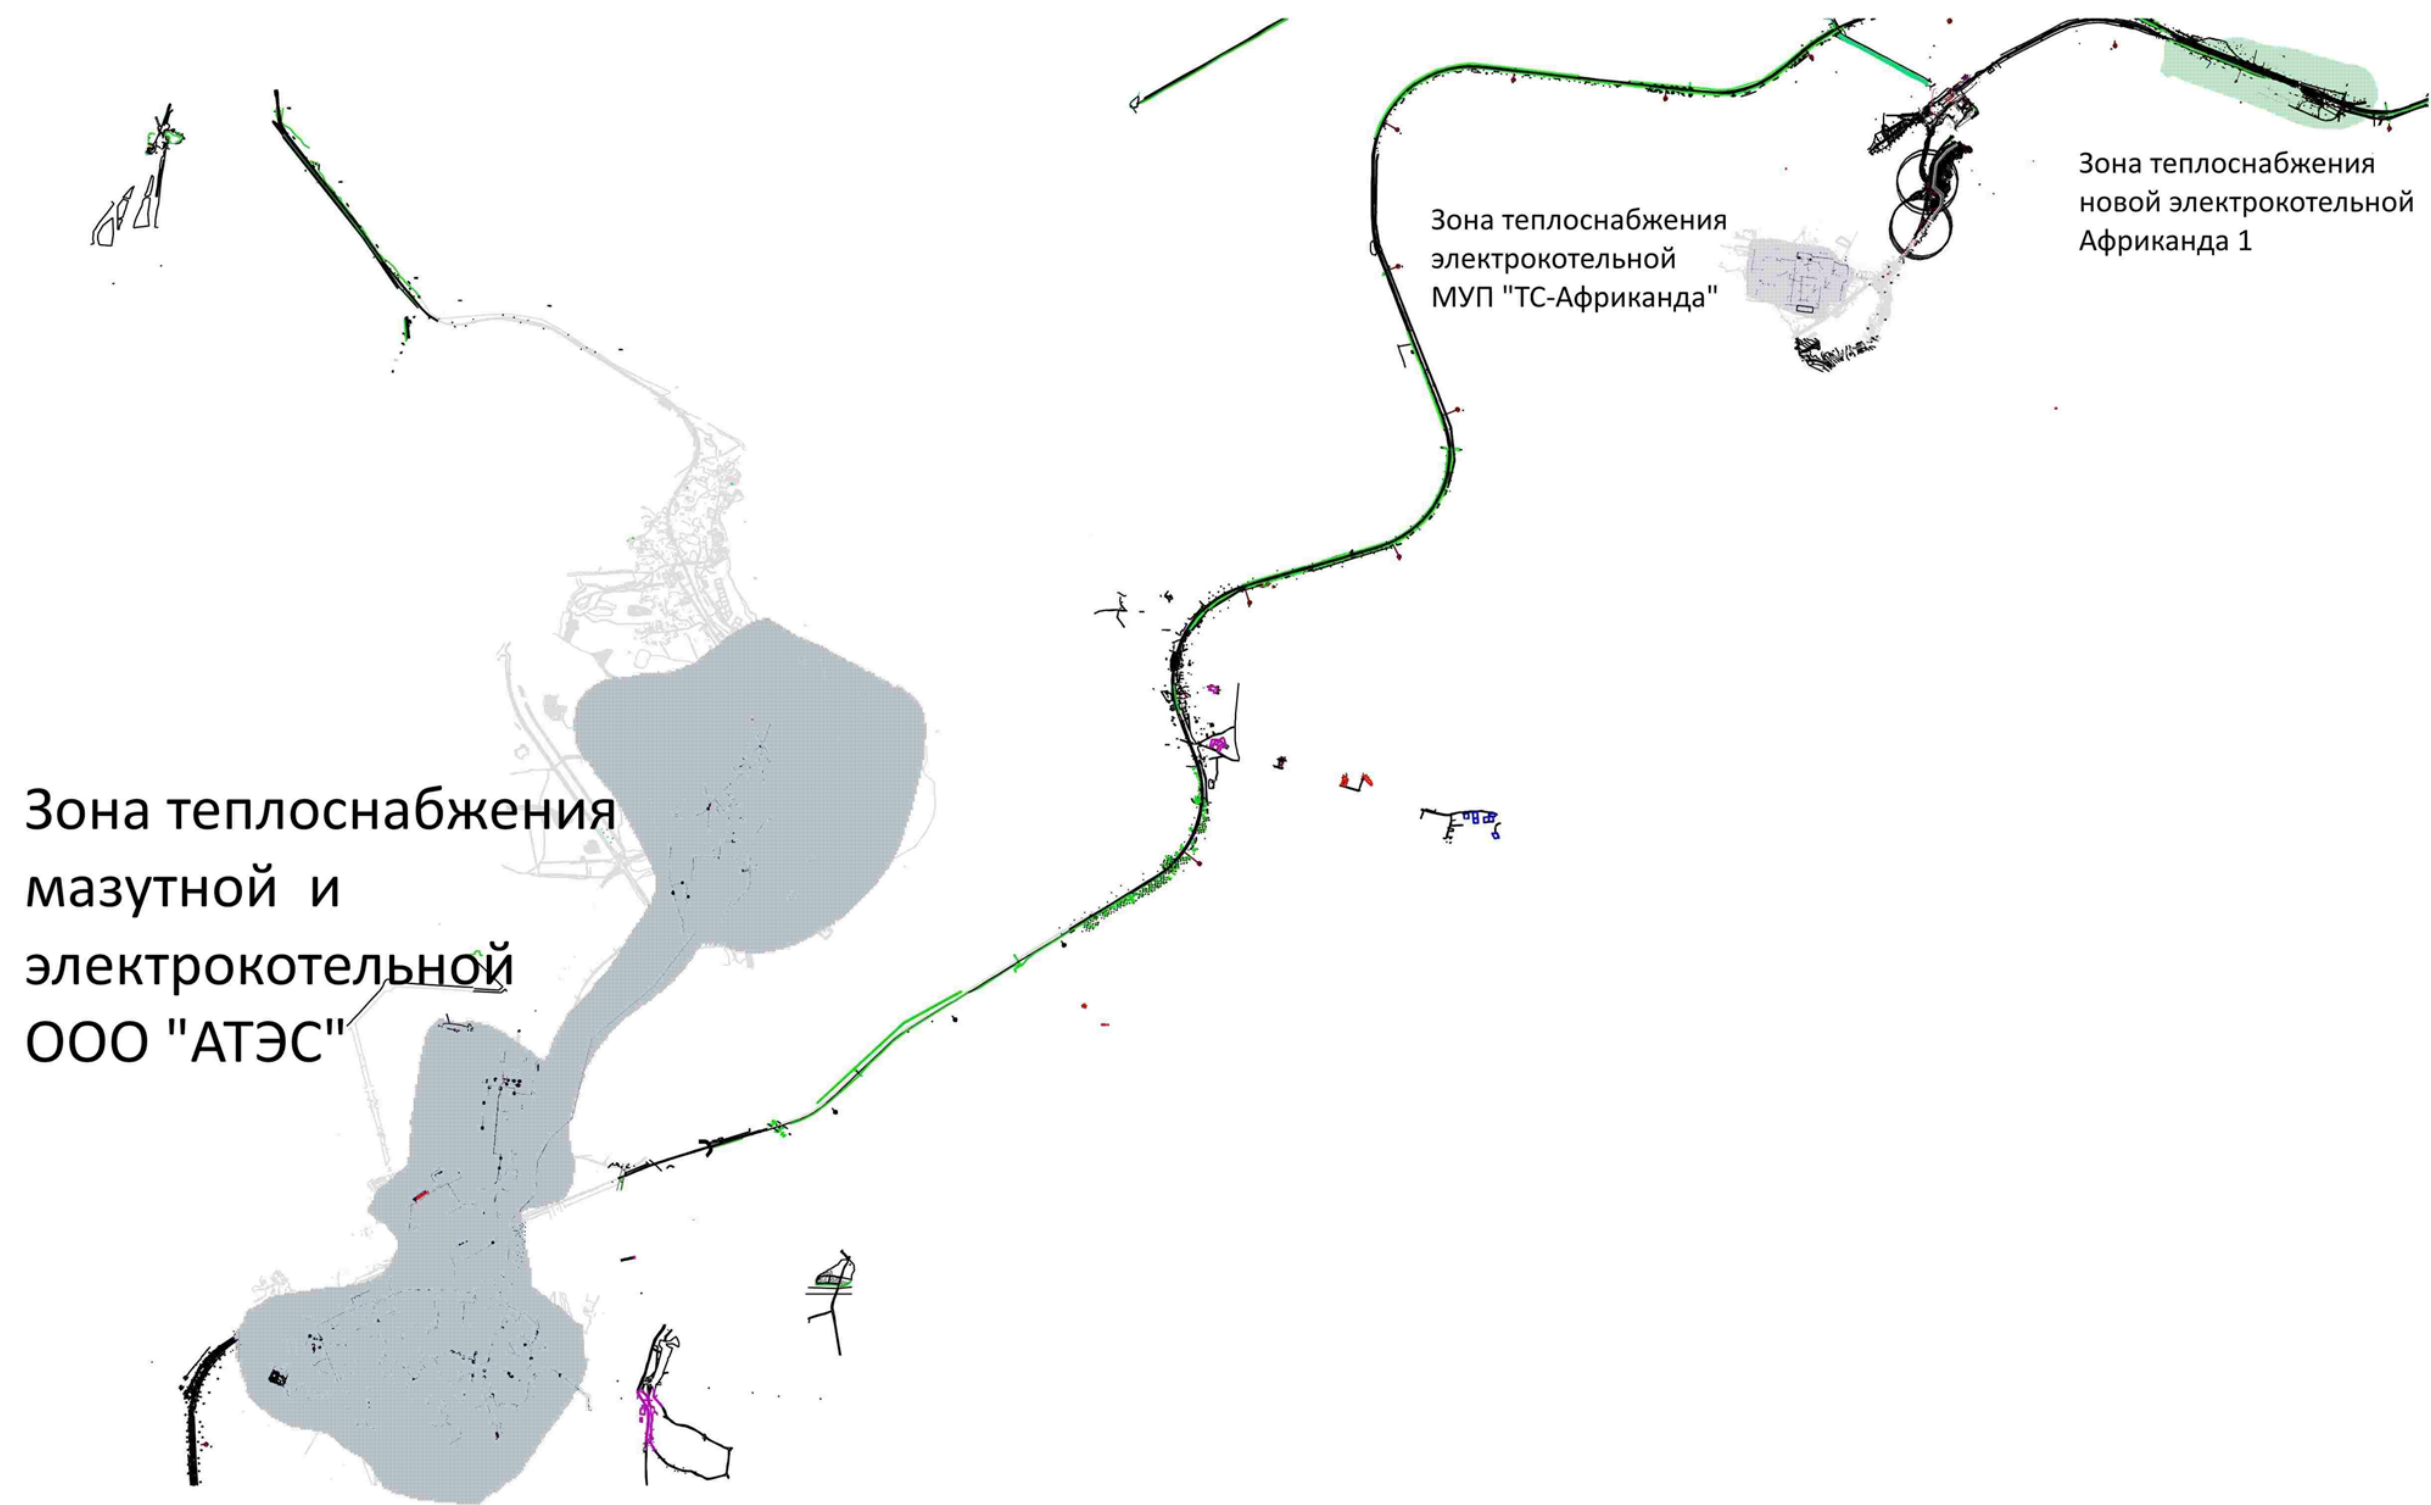 Зона теплоснабжения
новой электрокотельной
Африканда 1
Зона теплоснабжения
электрокотельной
МУП "ТС-Африканда"
Зона теплоснабжения
мазутной и
электрокотельной
ООО "АТЭС"